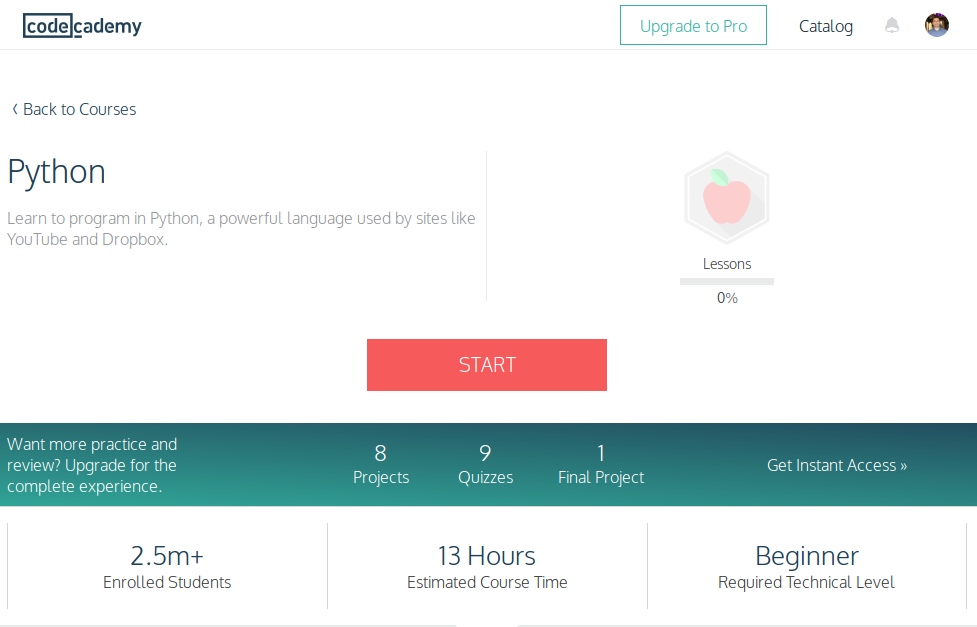 codecademy
Upgrade to Pro
Catalog
‹ Back to Courses
Python
Learn to program in Python, a powerful language used by sites like
YouTube and Dropbox.
Lessons
0%
START
Want more practice and
review? Upgrade for the
complete experience.
8
Projects
9
Quizzes
1
Final Project
Get Instant Access »
2.5m+
Enrolled Students
13 Hours
Estimated Course Time
Beginner
Required Technical Level